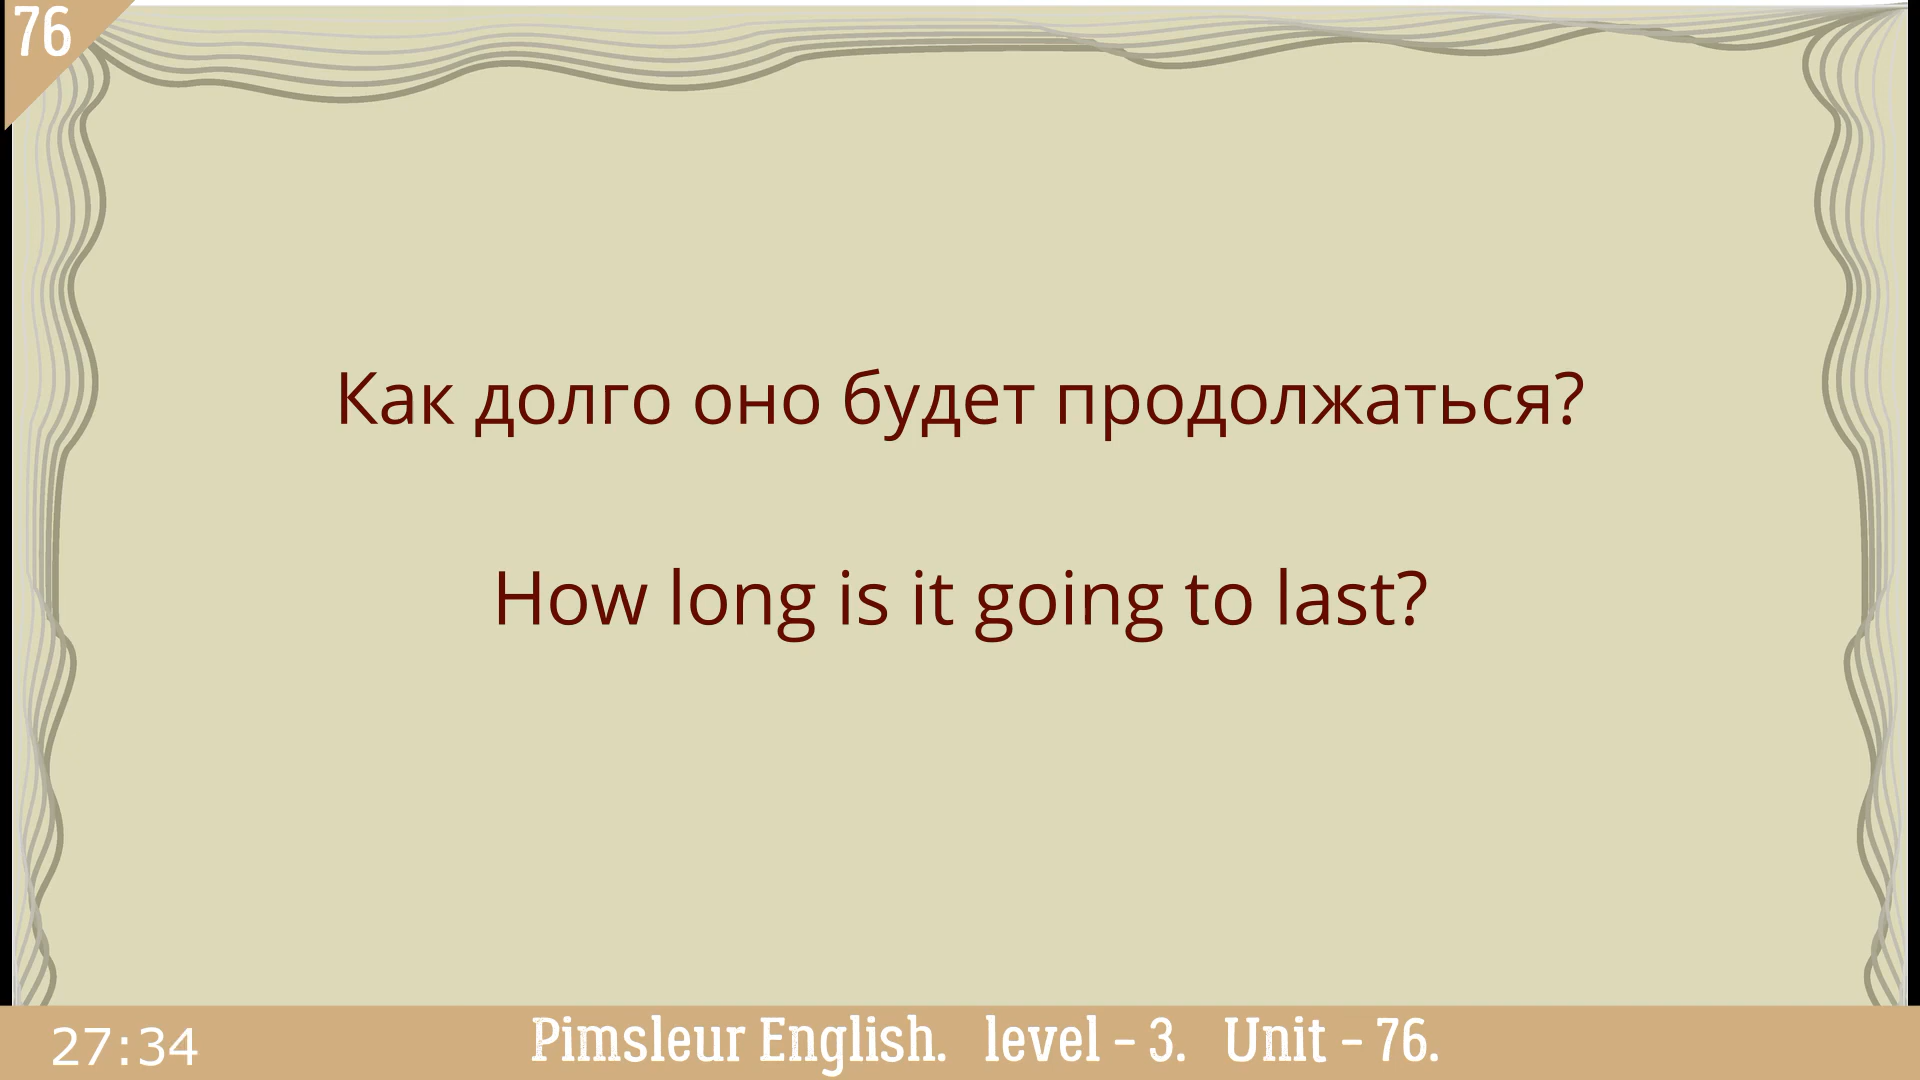 76
Как долго оно будет продолжаться?
How long is it going to last?
27:34
Pimsleur English. level – 3. Unit – 76.